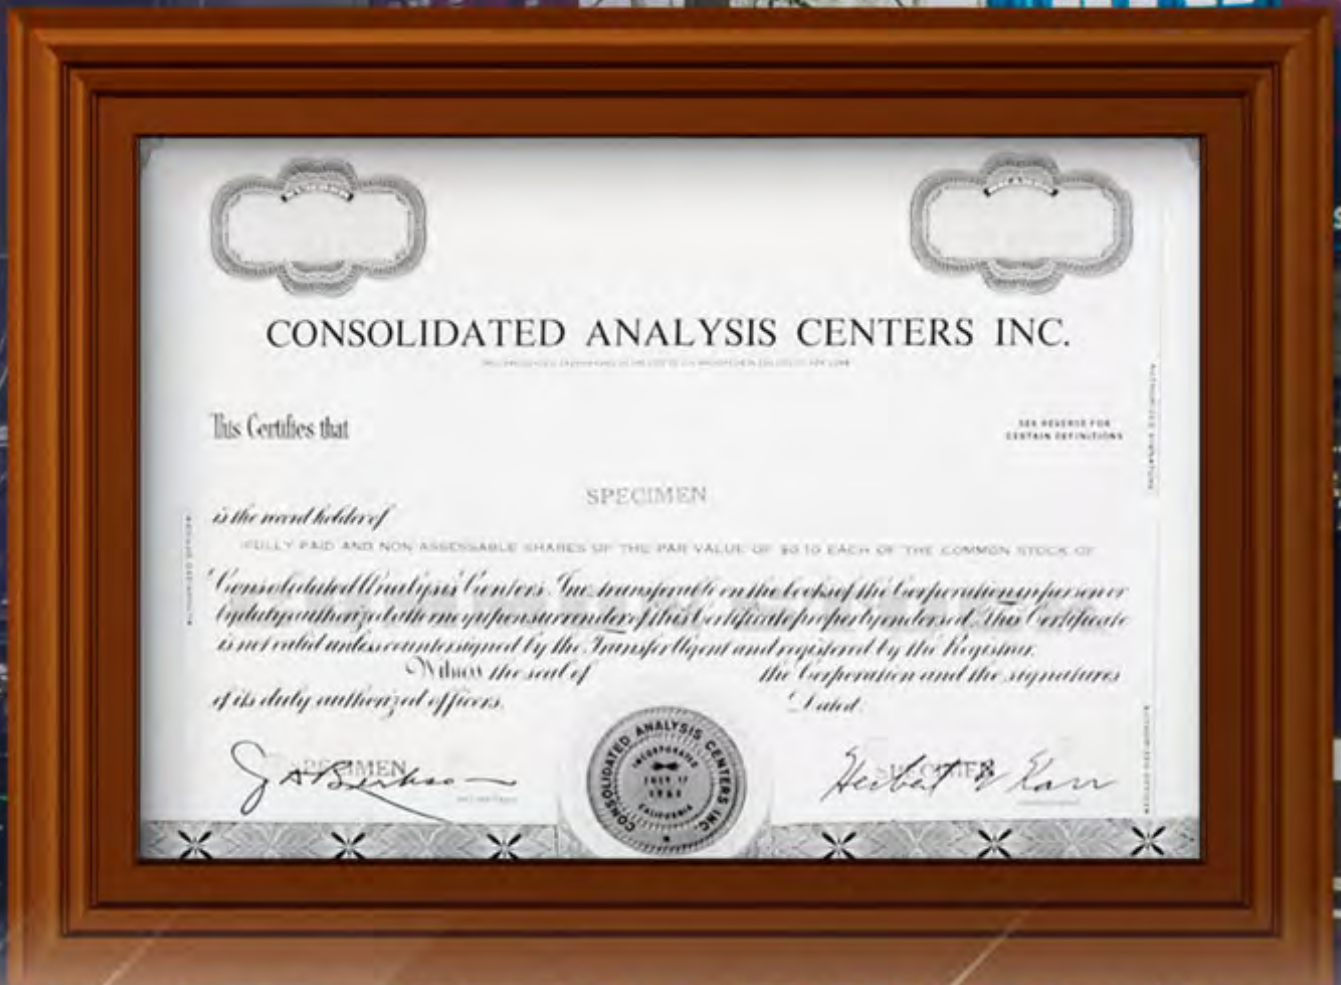 CONSOLIDATED ANALYSIS CENTERS INC.
This Certifies that
SEE REVERSE FOR
CERTAIN DEFINITIONS
SPECIMEN
is the record holder of
FULLY PAID AND NON-ASSESSABLE SHARES OF THE PAR VALUE OF $0.10 EACH OF THE COMMON STOCK OF
Consolidated Analysis Centers Inc. transferable on the books of the Corporation in person or
by duly authorized attorney upon surrender of this Certificate properly endorsed. This Certificate
is not valid unless countersigned by the Transfer Agent and registered by the Registrar.
Witness the seal of the Corporation and the signatures
of its duly authorized officers. Dated
SPECIMEN
CONSOLIDATED ANALYSIS CENTERS INC.
INCORPORATED
JULY 17
CALIFORNIA
SPECIMEN
Herbert W Karr